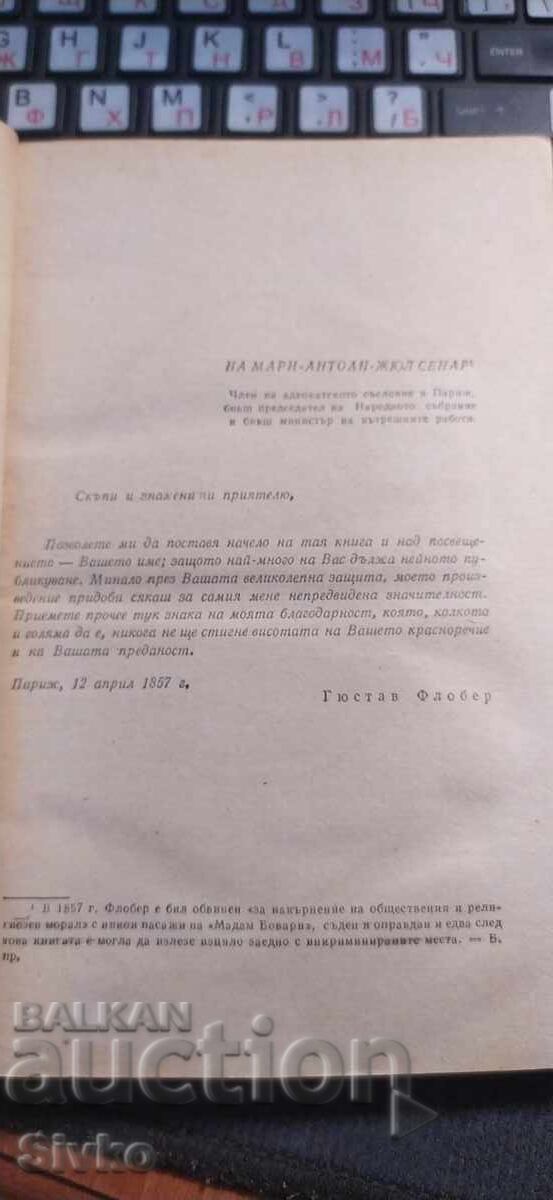 G H J K L : " ENTER
Ж Г Т Н В М Ч
B N M < > ? SHIFT
Ф Х П , Р . Л / Б
НА МАРИ-АНТОАН-ЖЮЛ СЕНАР¹
Член на адвокатското съсловие в Париж,
бивш председател на Народното събрание
и бивш министър на вътрешните работи.
Скъпи и знаменити приятелю,
Позволете ми да поставя начело на тая книга и над посвеще-
нието — Вашето име; защото най-много на Вас дължа нейното пу-
бликуване. Минало през Вашата великолепна защита, моето произ-
ведение придоби сякаш за самия мене непредвидена значителност.
Приемете прочее тук знака на моята благодарност, която, колкото
и голяма да е, никога не ще стигне висотата на Вашето красноречие
и на Вашата преданост.
Париж, 12 април 1857 г.
Гюстав Флобер
¹ В 1857 г. Флобер е бил обвинен «за накърнение на обществения и рели-
гиозен морал» с някои пасажи на «Мадам Бовари», съден и оправдан и едва след
това книгата е могла да излезе изцяло заедно с инкриминираните места. — Б.
пр.
BALKAN
auction
Sivko